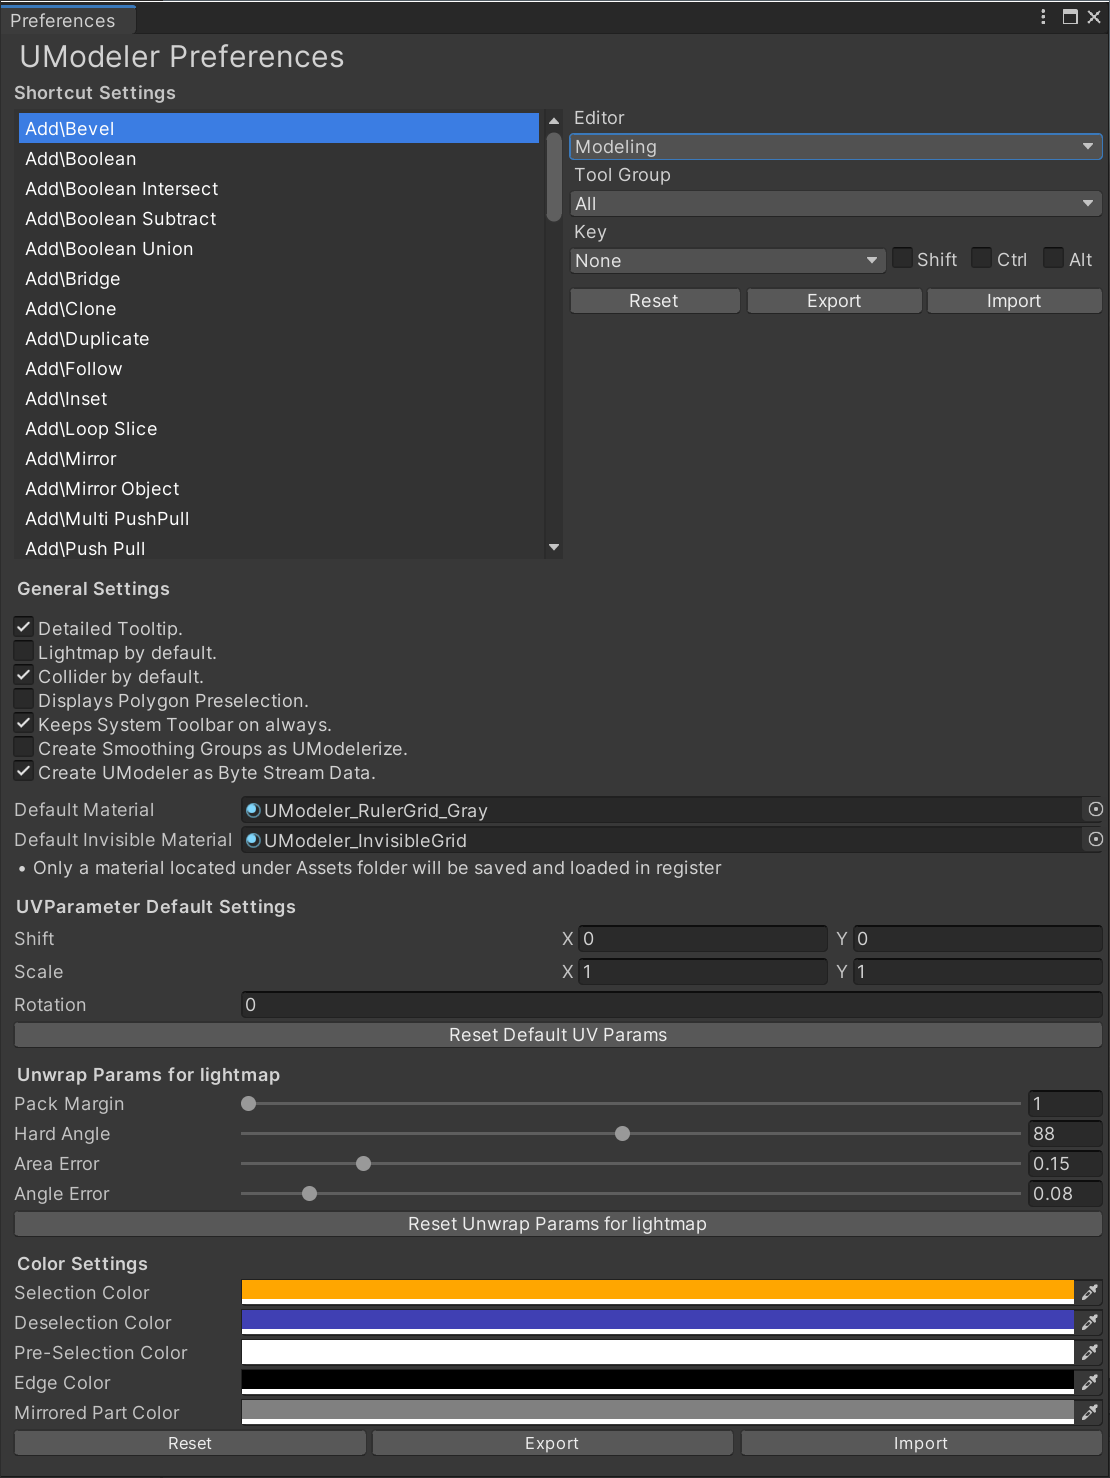 Preferences
UModeler Preferences
Shortcut Settings
Add\Bevel
Add\Boolean
Add\Boolean Intersect
Add\Boolean Subtract
Add\Boolean Union
Add\Bridge
Add\Clone
Add\Duplicate
Add\Follow
Add\Inset
Add\Loop Slice
Add\Mirror
Add\Mirror Object
Add\Multi PushPull
Add\Push Pull
Editor
Modeling
Tool Group
All
Key
None Shift Ctrl Alt
Reset Export Import
General Settings
Detailed Tooltip.
Lightmap by default.
Collider by default.
Displays Polygon Preselection.
Keeps System Toolbar on always.
Create Smoothing Groups as UModelerize.
Create UModeler as Byte Stream Data.
Default Material UModeler_RulerGrid_Gray
Default Invisible Material UModeler_InvisibleGrid
• Only a material located under Assets folder will be saved and loaded in register
UVParameter Default Settings
Shift X 0 Y 0
Scale X 1 Y 1
Rotation 0
Reset Default UV Params
Unwrap Params for lightmap
Pack Margin 1
Hard Angle 88
Area Error 0.15
Angle Error 0.08
Reset Unwrap Params for lightmap
Color Settings
Selection Color
Deselection Color
Pre-Selection Color
Edge Color
Mirrored Part Color
Reset Export Import